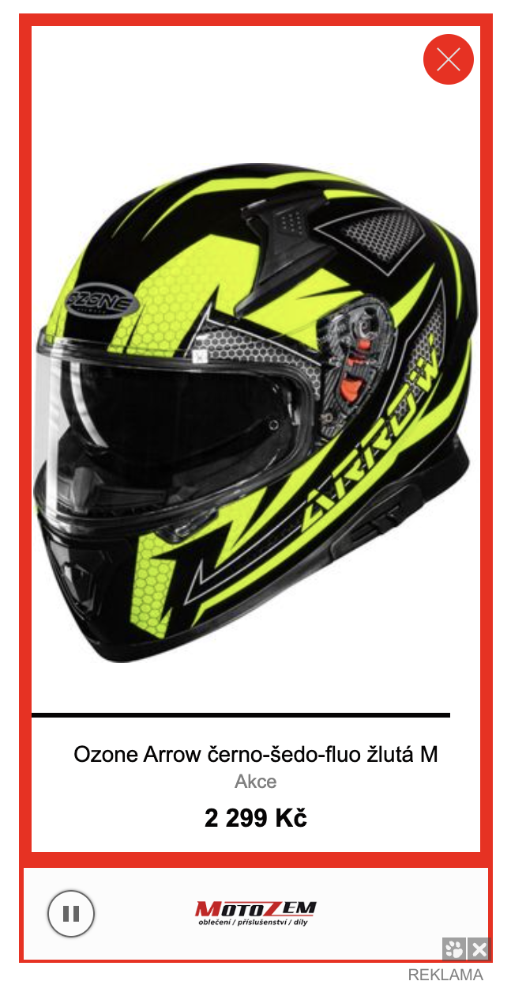 OZONE
ARROW
Ozone Arrow černo-šedo-fluo žlutá M
Akce
2 299 Kč
MOTOZEM
oblečení / příslušenství / díly
REKLAMA